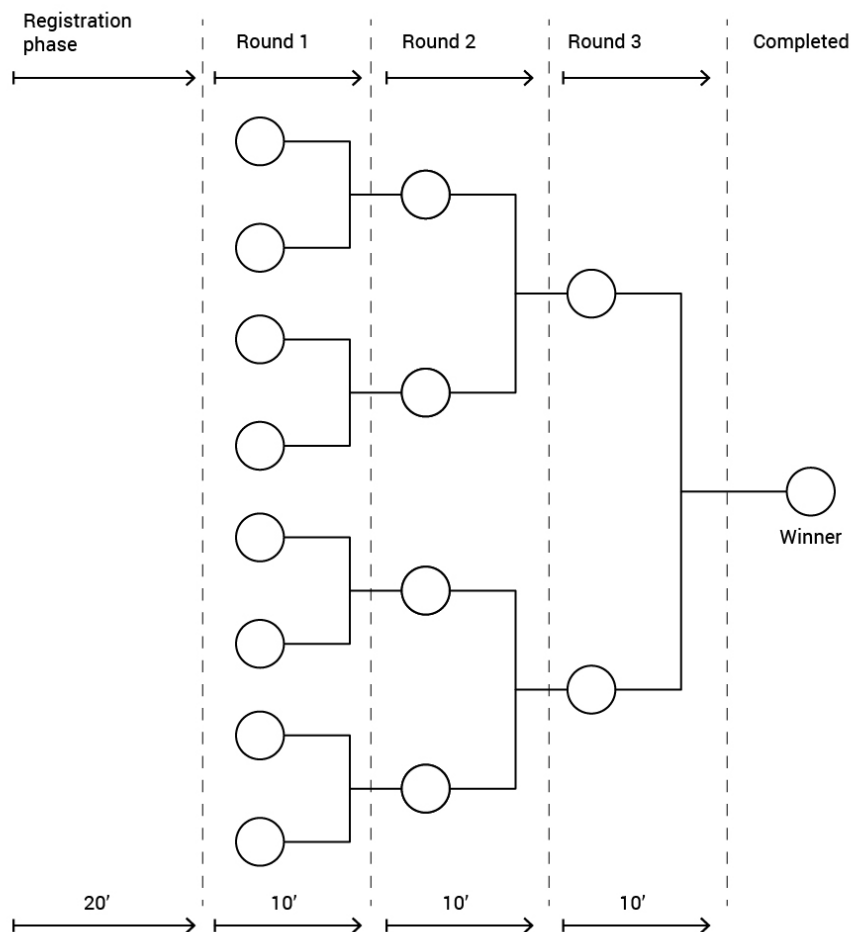 Registration
phase
Round 1
Round 2
Round 3
Completed
Winner
20’
10’
10’
10’